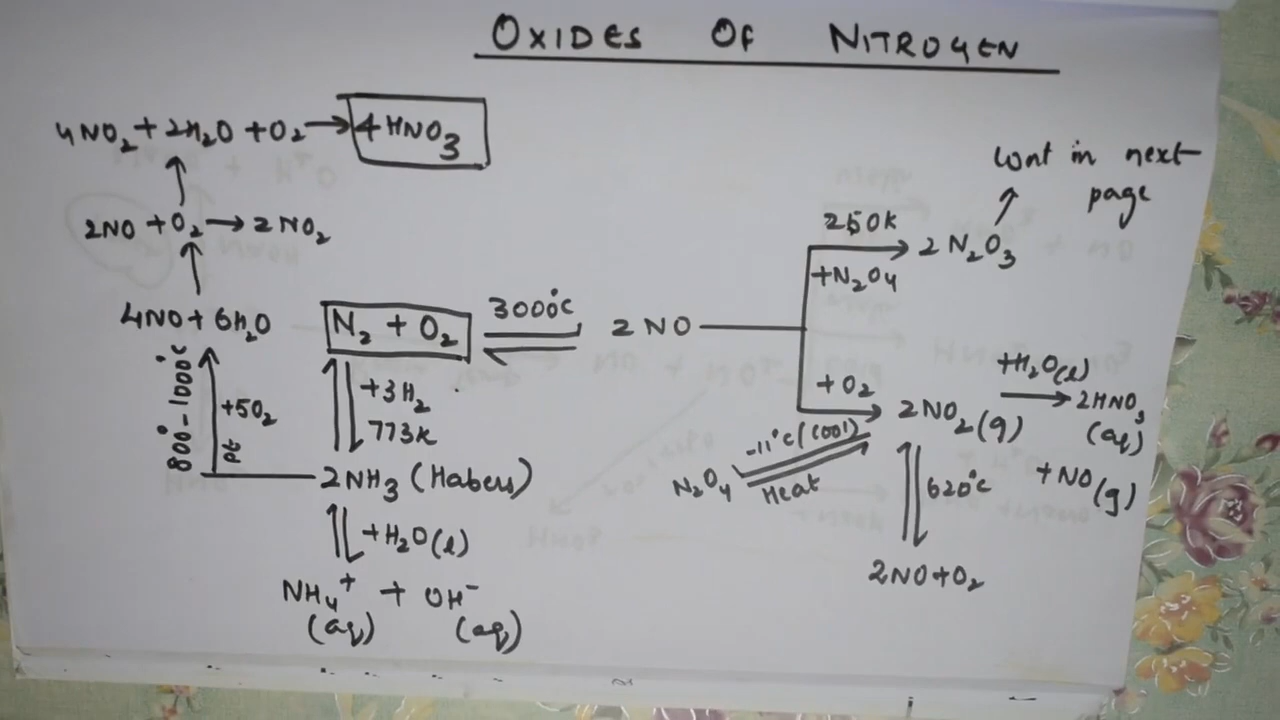 OXIDES OF NITROGEN
4NO₂ + 2H₂O + O₂ → 4HNO₃
cont in next
page
2NO + O₂ → 2NO₂
250K
→ 2N₂O₃
+N₂O₄
4NO + 6H₂O
N₂ + O₂ ⇌ 2NO
3000°C
800°-1000°C
+5O₂
Pt
+3H₂
773K
+O₂
2NO₂(g)
+H₂O(l)
→ 2HNO₃
(aq)
+NO
(g)
-11°C (cool)
N₂O₄
Heat
620°C
2NO+O₂
2NH₃ (Habers)
+H₂O(l)
NH₄⁺ + OH⁻
(aq) (aq)